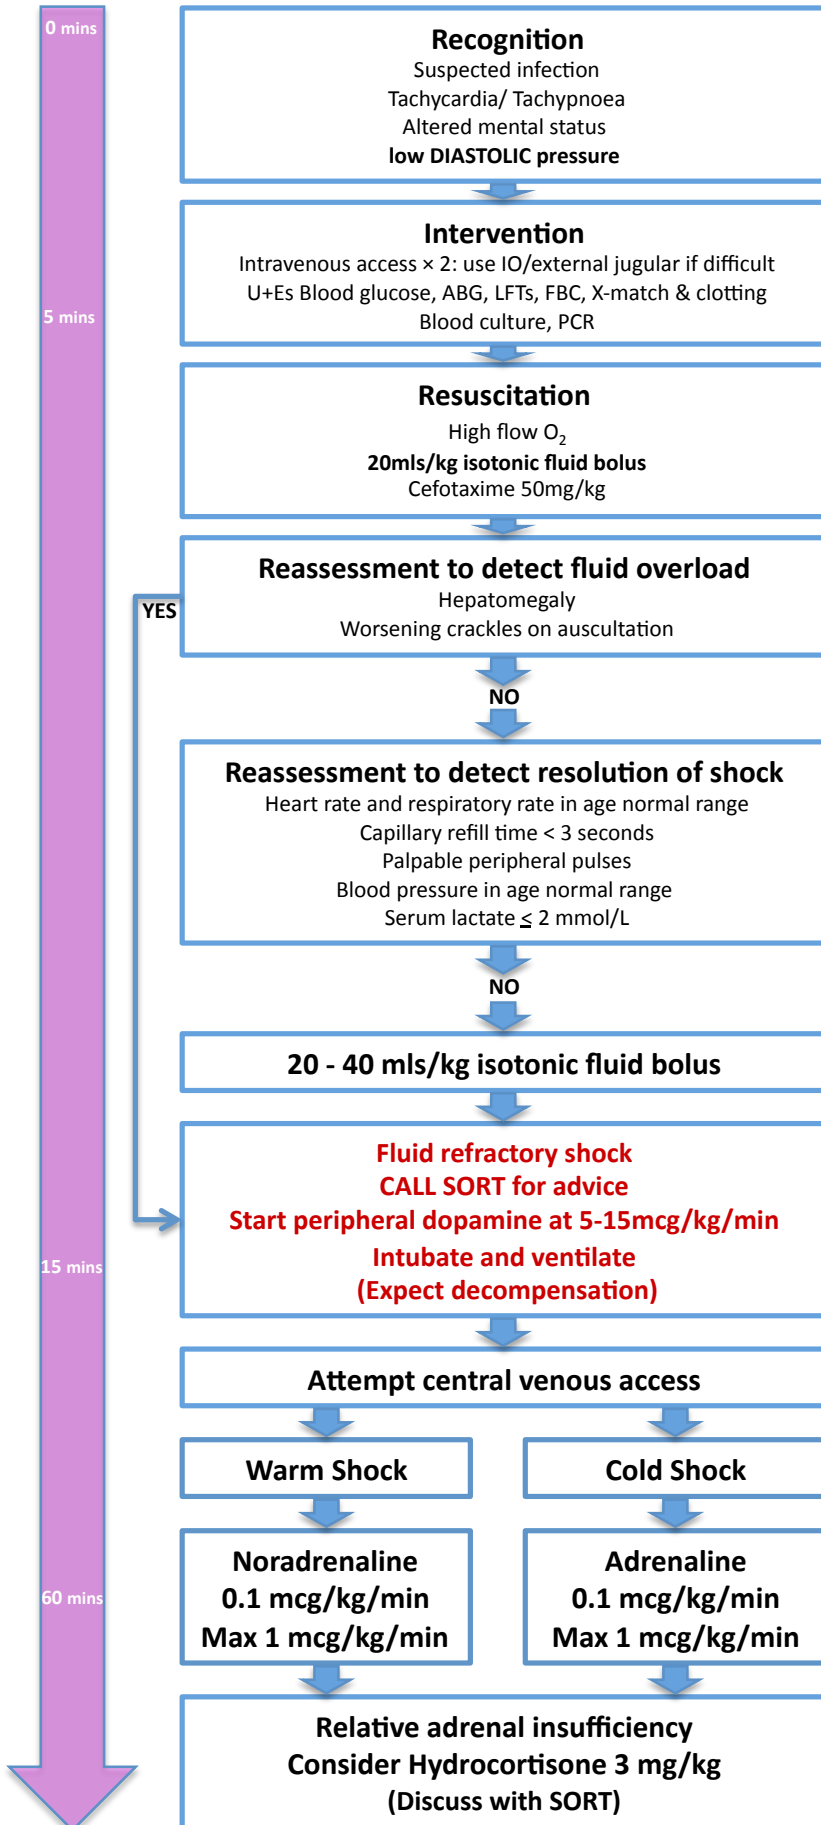 0 mins
Recognition
Suspected infection
Tachycardia/ Tachypnoea
Altered mental status
low DIASTOLIC pressure
Intervention
Intravenous access × 2: use IO/external jugular if difficult
U+Es Blood glucose, ABG, LFTs, FBC, X-match & clotting
Blood culture, PCR
5 mins
Resuscitation
High flow O2
20mls/kg isotonic fluid bolus
Cefotaxime 50mg/kg
Reassessment to detect fluid overload
Hepatomegaly
Worsening crackles on auscultation
YES
NO
Reassessment to detect resolution of shock
Heart rate and respiratory rate in age normal range
Capillary refill time < 3 seconds
Palpable peripheral pulses
Blood pressure in age normal range
Serum lactate ≤ 2 mmol/L
NO
20 - 40 mls/kg isotonic fluid bolus
Fluid refractory shock
CALL SORT for advice
Start peripheral dopamine at 5-15mcg/kg/min
Intubate and ventilate
(Expect decompensation)
15 mins
Attempt central venous access
Warm Shock
Cold Shock
Noradrenaline
0.1 mcg/kg/min
Max 1 mcg/kg/min
Adrenaline
0.1 mcg/kg/min
Max 1 mcg/kg/min
60 mins
Relative adrenal insufficiency
Consider Hydrocortisone 3 mg/kg
(Discuss with SORT)